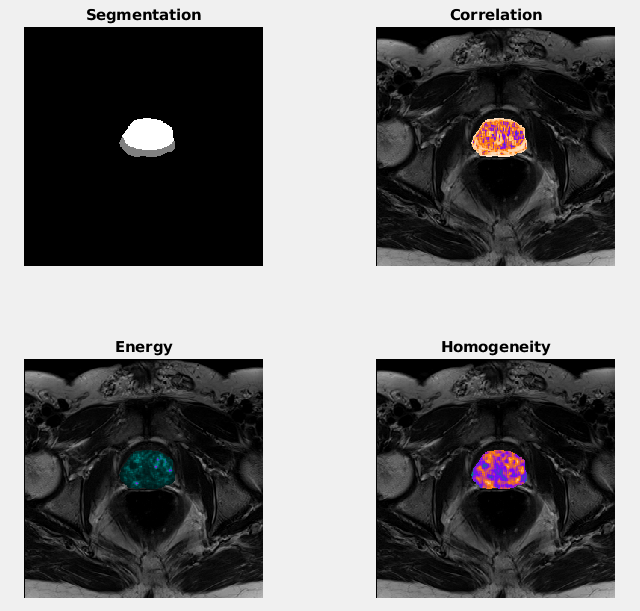 Segmentation
Correlation
Energy
Homogeneity